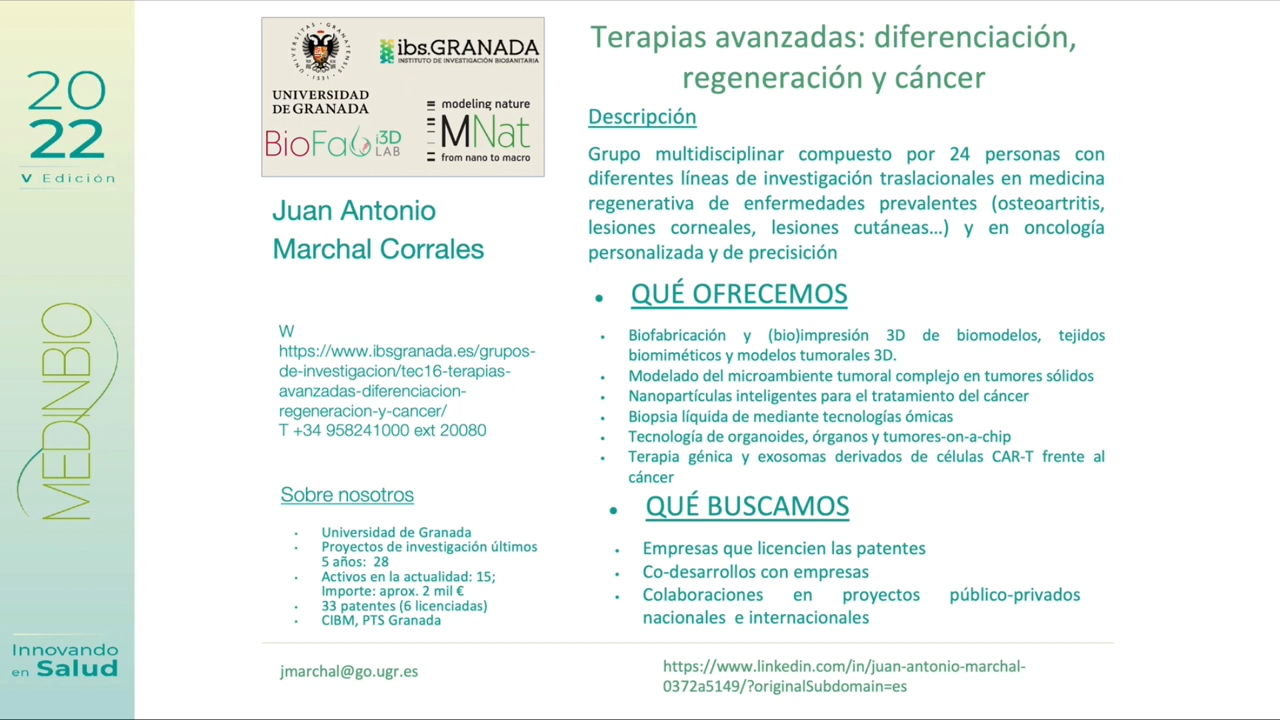 20
22
V Edición
MEDINBIO
Innovando
en Salud
UNIVERSITAS GRANATENSIS 1531
UNIVERSIDAD
DE GRANADA
ibs.GRANADA
INSTITUTO DE INVESTIGACIÓN BIOSANITARIA
BioFab i3D
LAB
modeling nature
MNat
from nano to macro
Juan Antonio
Marchal Corrales
W
https://www.ibsgranada.es/grupos-
de-investigacion/tec16-terapias-
avanzadas-diferenciacion-
regeneracion-y-cancer/
T +34 958241000 ext 20080
Sobre nosotros
• Universidad de Granada
• Proyectos de investigación últimos
5 años: 28
• Activos en la actualidad: 15;
Importe: aprox. 2 mil €
• 33 patentes (6 licenciadas)
• CIBM, PTS Granada
jmarchal@go.ugr.es
Terapias avanzadas: diferenciación,
regeneración y cáncer
Descripción
Grupo multidisciplinar compuesto por 24 personas con
diferentes líneas de investigación traslacionales en medicina
regenerativa de enfermedades prevalentes (osteoartritis,
lesiones corneales, lesiones cutáneas...) y en oncología
personalizada y de precisición
• QUÉ OFRECEMOS
• Biofabricación y (bio)impresión 3D de biomodelos, tejidos
biomiméticos y modelos tumorales 3D.
• Modelado del microambiente tumoral complejo en tumores sólidos
• Nanopartículas inteligentes para el tratamiento del cáncer
• Biopsia líquida de mediante tecnologías ómicas
• Tecnología de organoides, órganos y tumores-on-a-chip
• Terapia génica y exosomas derivados de células CAR-T frente al
cáncer
• QUÉ BUSCAMOS
• Empresas que licencien las patentes
• Co-desarrollos con empresas
• Colaboraciones en proyectos público-privados
nacionales e internacionales
https://www.linkedin.com/in/juan-antonio-marchal-
0372a5149/?originalSubdomain=es